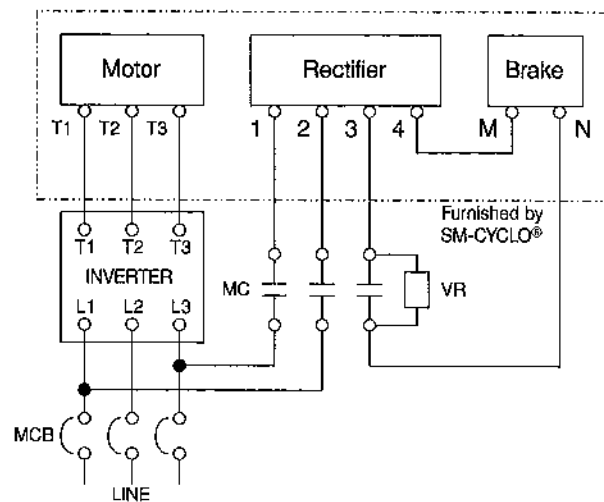 Motor
Rectifier
Brake
T1 T2 T3
1 2 3 4
M N
Furnished by
SM-CYCLO®
T1 T2 T3
INVERTER
L1 L2 L3
MC
VR
MCB
LINE